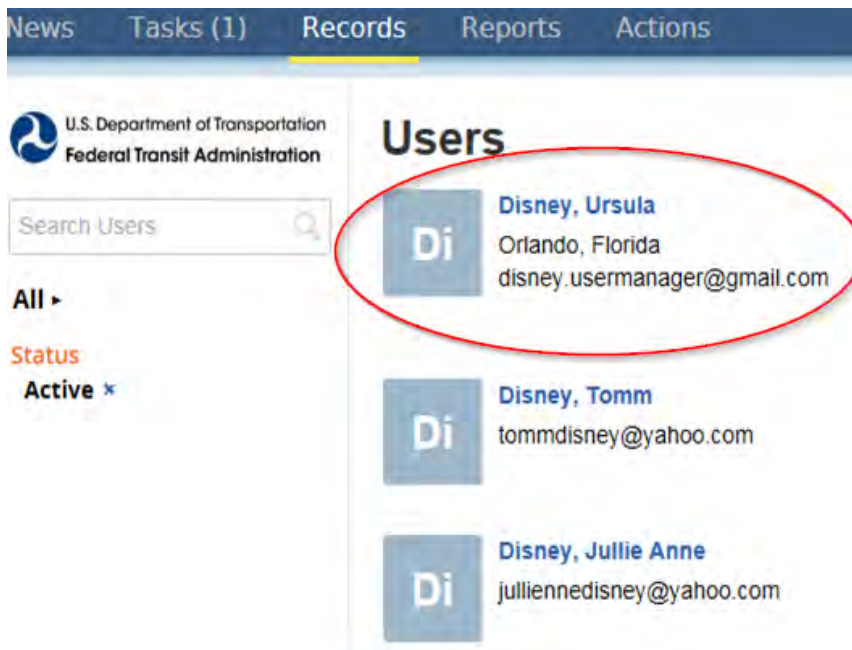 News Tasks (1) Records Reports Actions
U.S. Department of Transportation
Federal Transit Administration
Search Users
All ▸
Status
Active ×
Users
Di
Disney, Ursula
Orlando, Florida
disney.usermanager@gmail.com
Di
Disney, Tomm
tommdisney@yahoo.com
Di
Disney, Jullie Anne
julliennedisney@yahoo.com